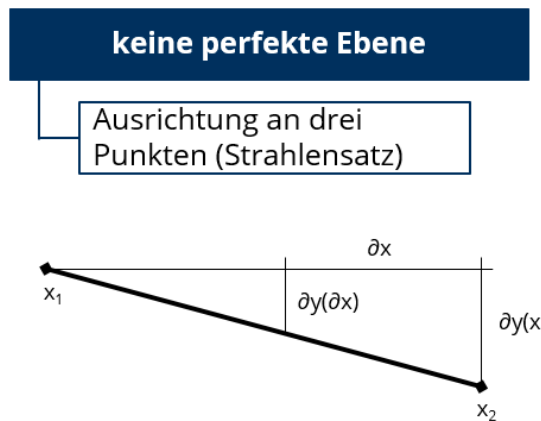 keine perfekte Ebene
Ausrichtung an drei
Punkten (Strahlensatz)
∂x
x₁
∂y(∂x)
∂y(x
x₂